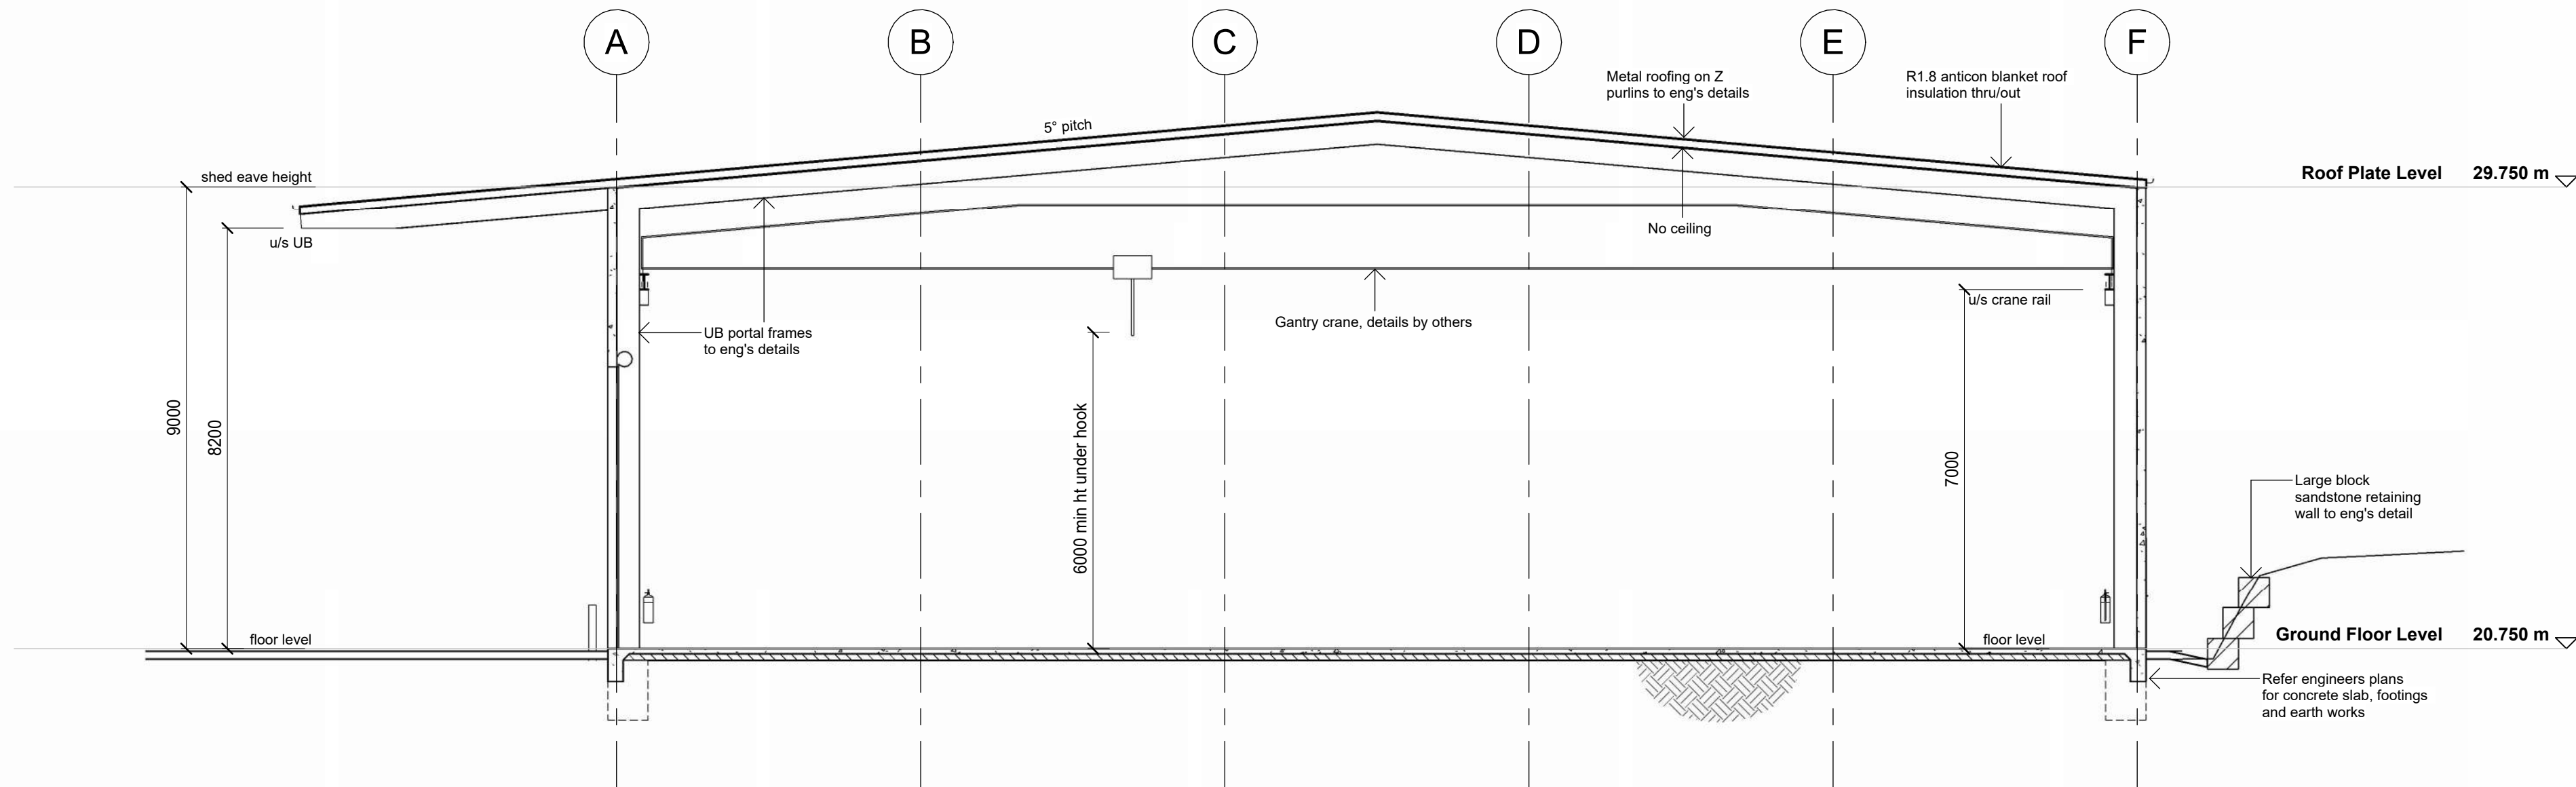 A
B
C
D
E
F
Metal roofing on Z
purlins to eng's details
R1.8 anticon blanket roof
insulation thru/out
5° pitch
shed eave height
Roof Plate Level 29.750 m
u/s UB
No ceiling
u/s crane rail
Gantry crane, details by others
UB portal frames
to eng's details
9000
8200
6000 min ht under hook
7000
Large block
sandstone retaining
wall to eng's detail
floor level
floor level
Ground Floor Level 20.750 m
Refer engineers plans
for concrete slab, footings
and earth works